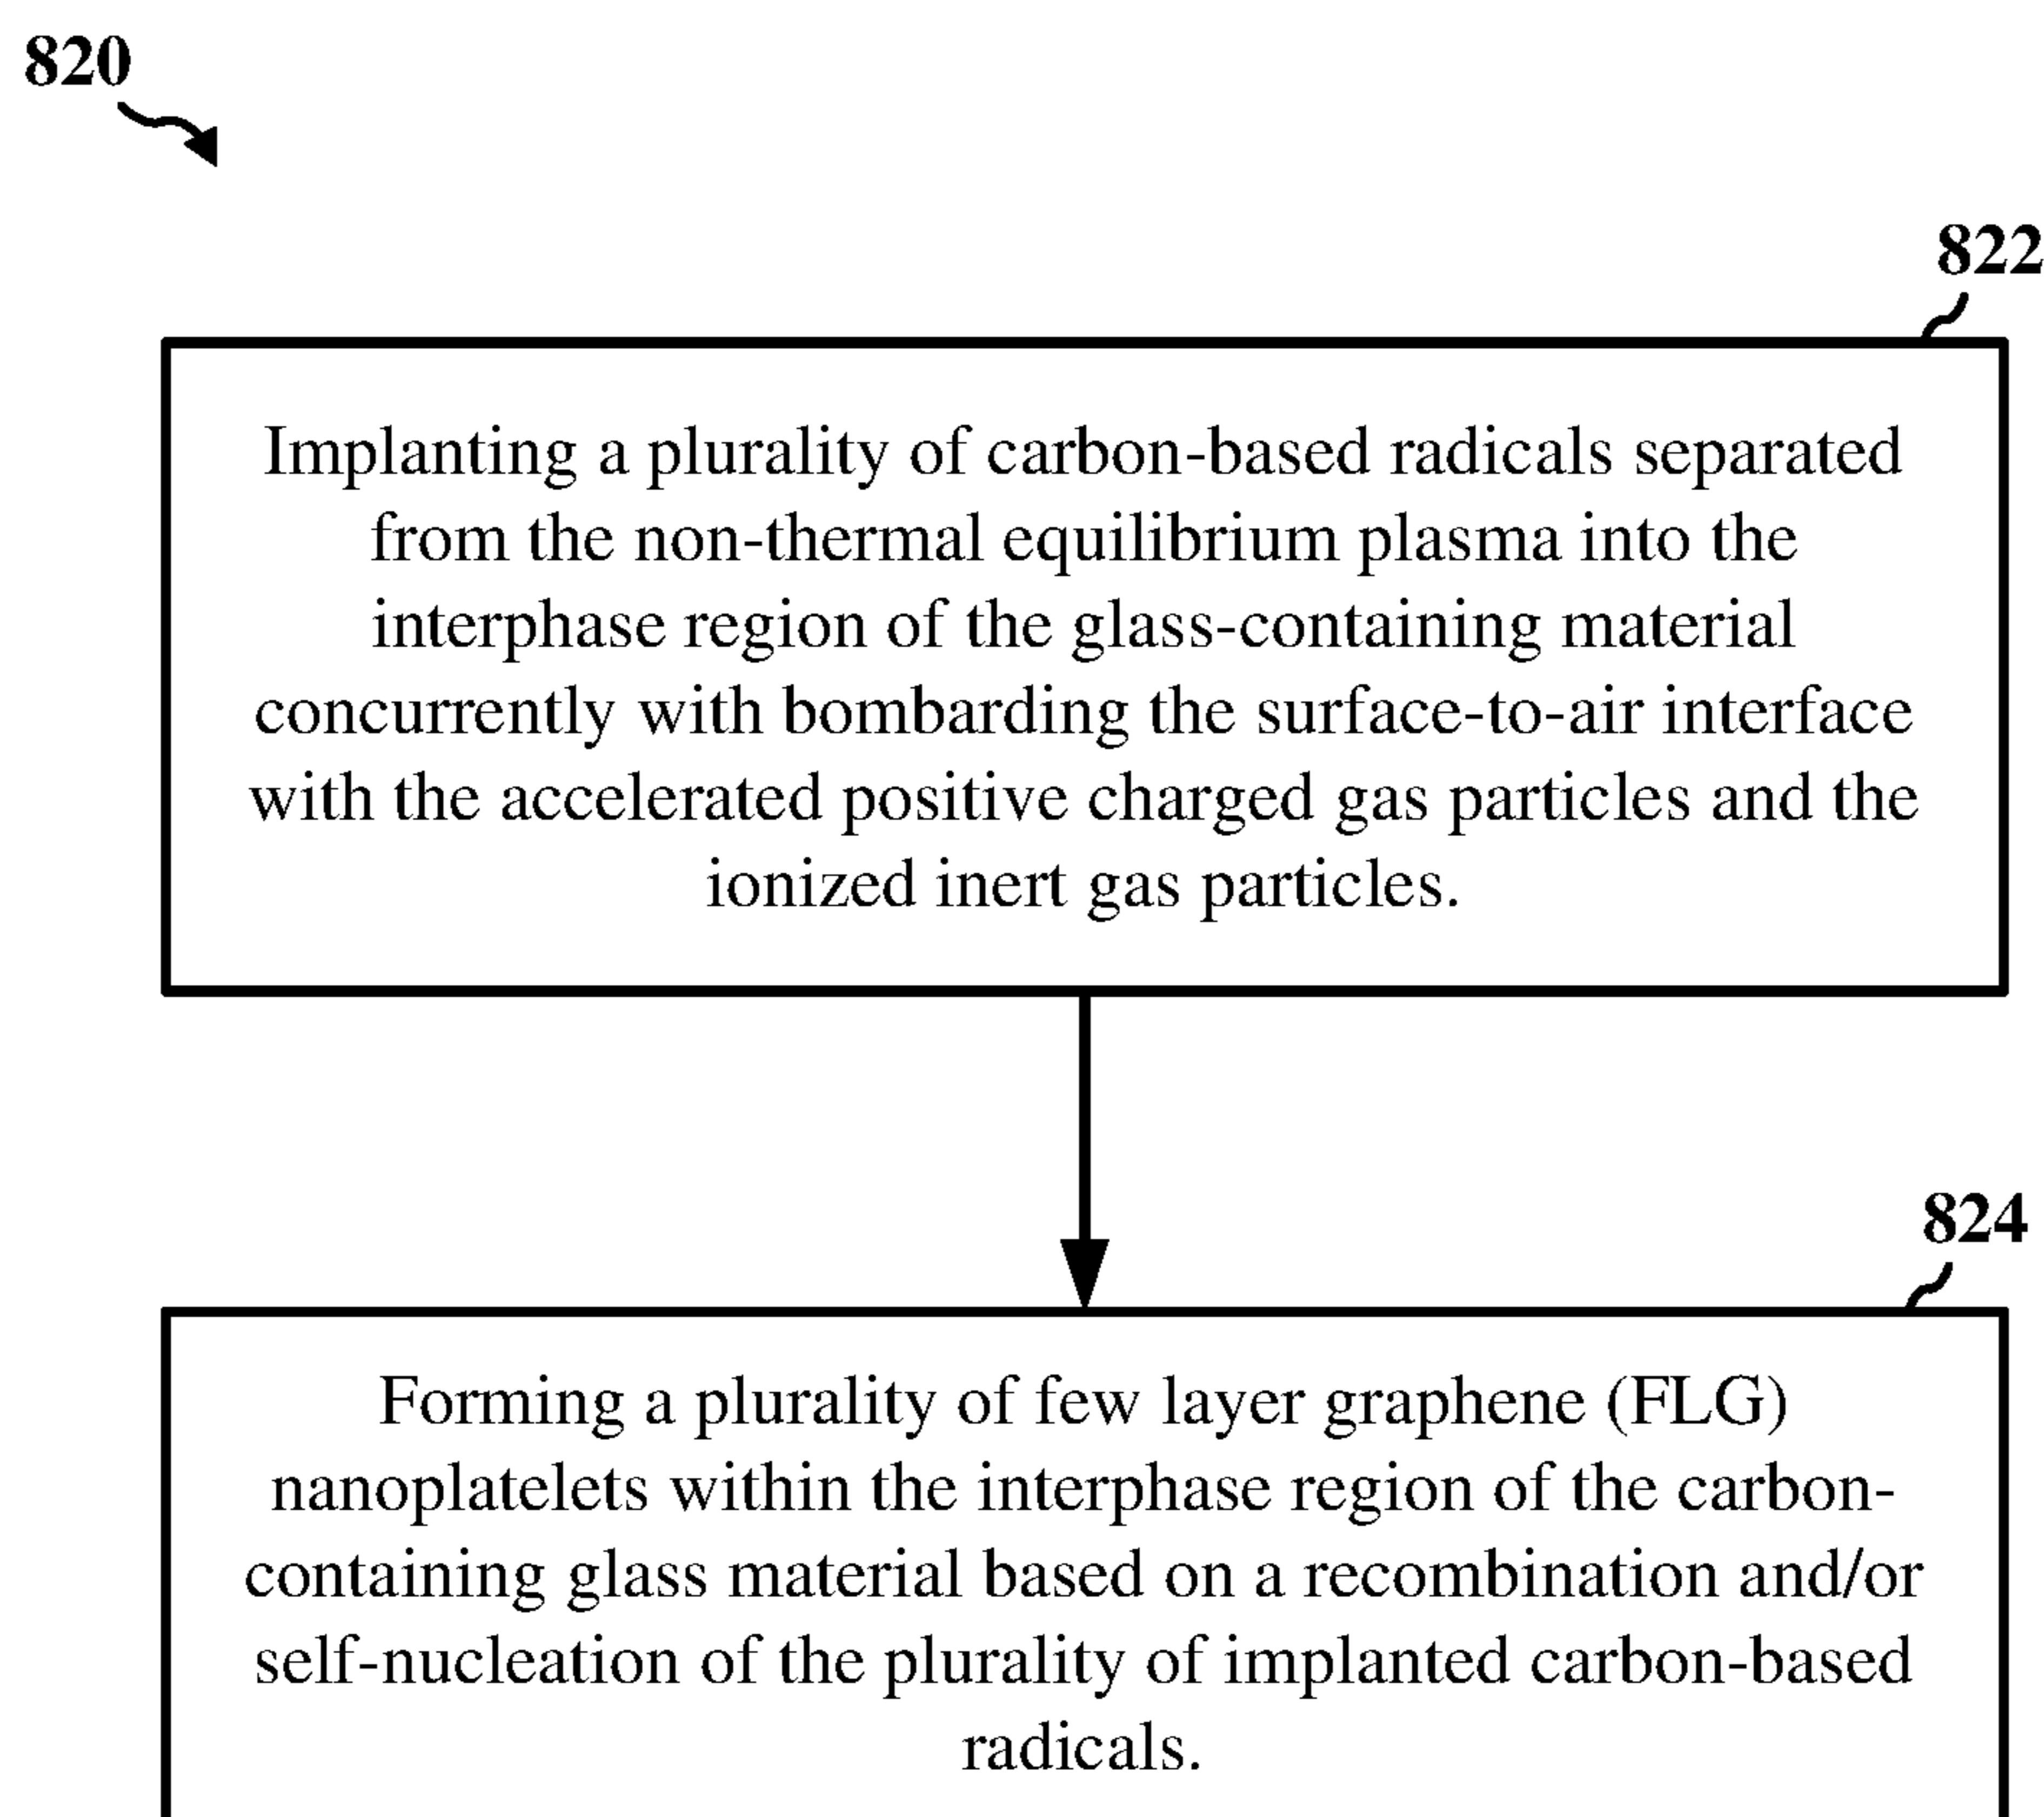 820
822
Implanting a plurality of carbon-based radicals separated
from the non-thermal equilibrium plasma into the
interphase region of the glass-containing material
concurrently with bombarding the surface-to-air interface
with the accelerated positive charged gas particles and the
ionized inert gas particles.
824
Forming a plurality of few layer graphene (FLG)
nanoplatelets within the interphase region of the carbon-
containing glass material based on a recombination and/or
self-nucleation of the plurality of implanted carbon-based
radicals.